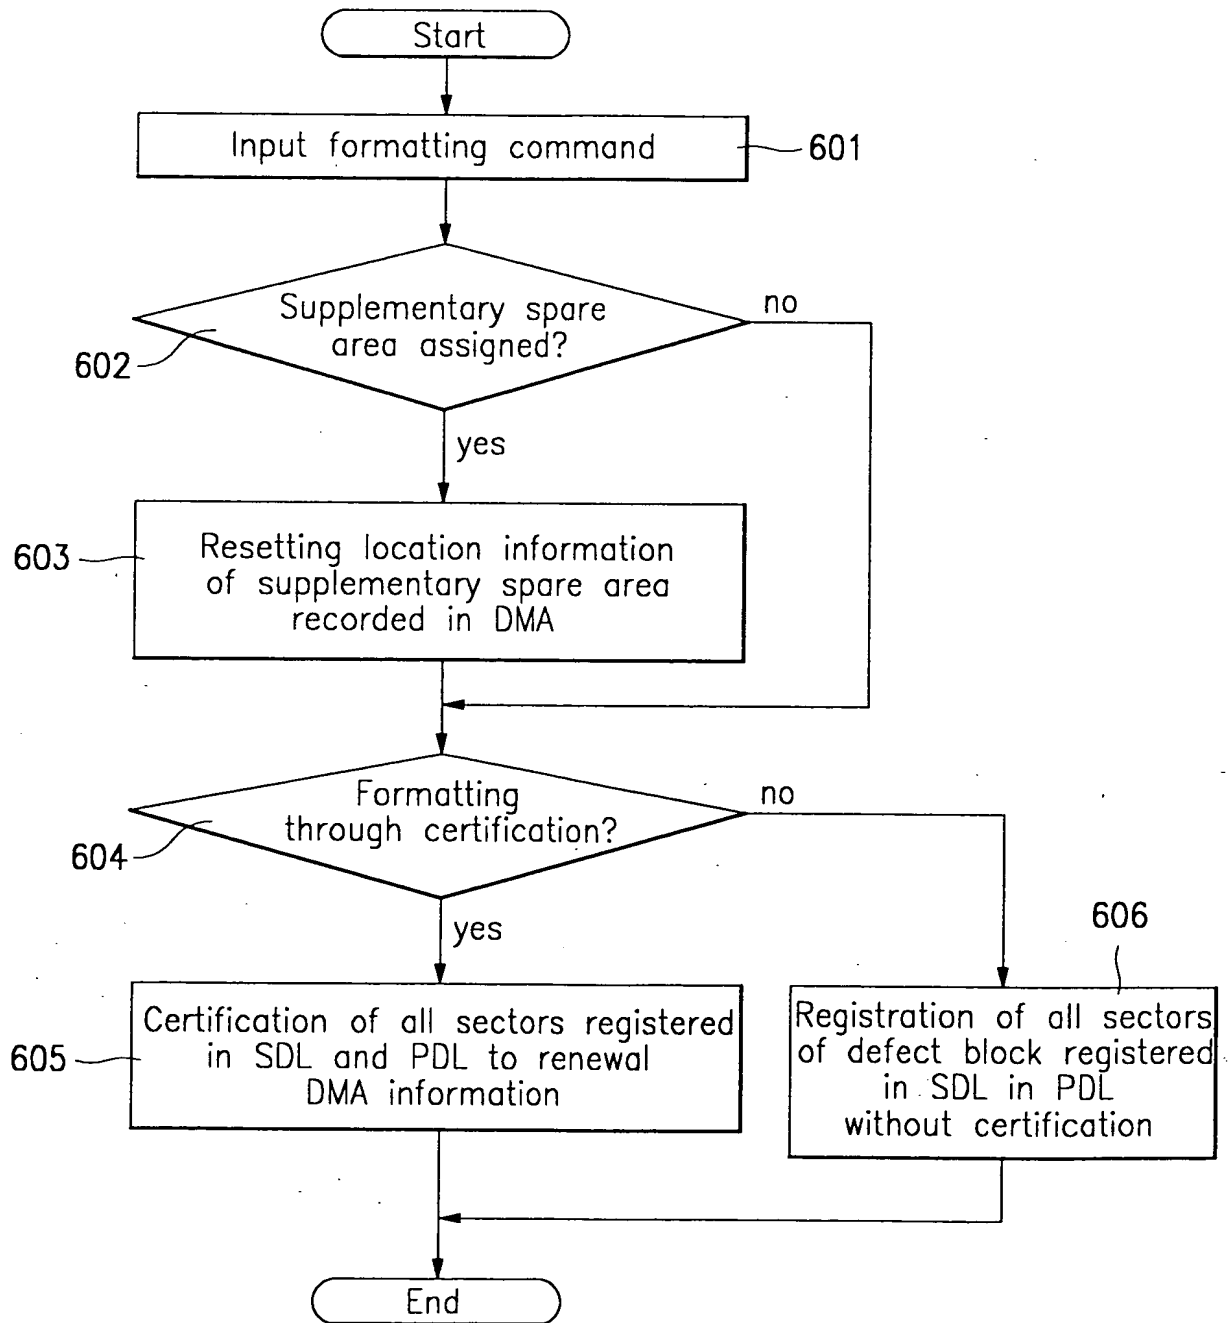 Start
Input formatting command
601
Supplementary spare
area assigned?
no
602
yes
Resetting location information
of supplementary spare area
recorded in DMA
603
Formatting
through certification?
no
604
yes
606
Certification of all sectors registered
in SDL and PDL to renewal
DMA information
605
Registration of all sectors
of defect block registered
in SDL in PDL
without certification
End